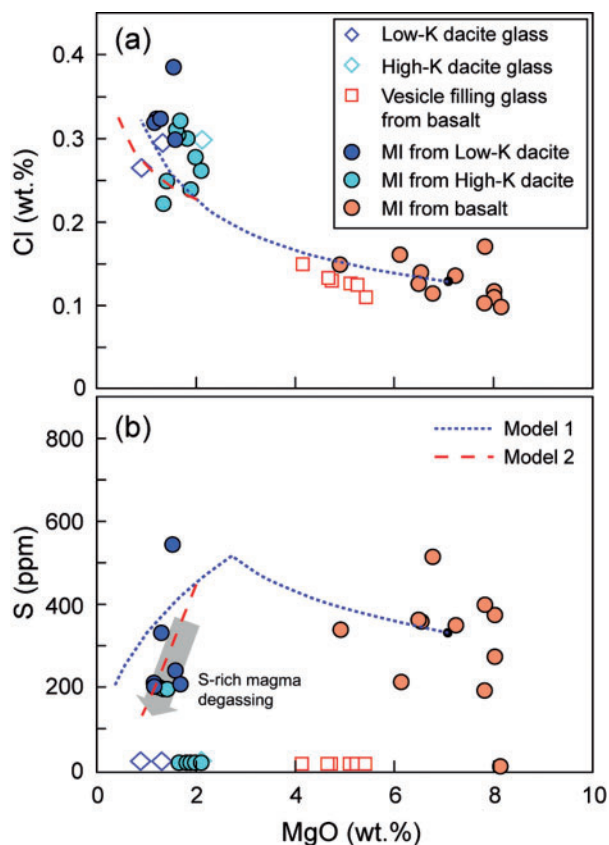 (a)
Low-K dacite glass
High-K dacite glass
Vesicle filling glass
from basalt
MI from Low-K dacite
MI from High-K dacite
MI from basalt
0.4
0.3
0.2
0.1
0
Cl (wt.%)
(b)
Model 1
Model 2
800
600
400
200
0
S (ppm)
S-rich magma
degassing
0 2 4 6 8 10
MgO (wt.%)